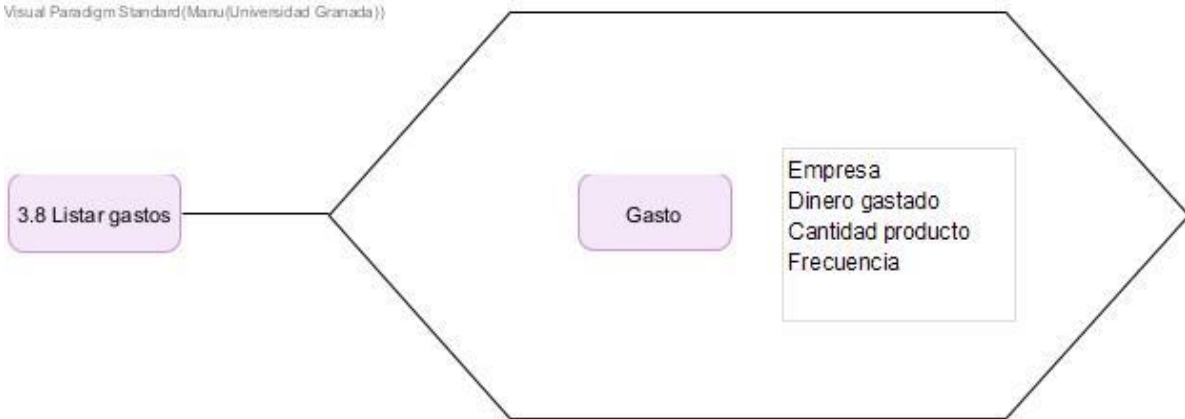 Visual Paradigm Standard(Manu(Universidad Granada))
3.8 Listar gastos
Gasto
Empresa
Dinero gastado
Cantidad producto
Frecuencia